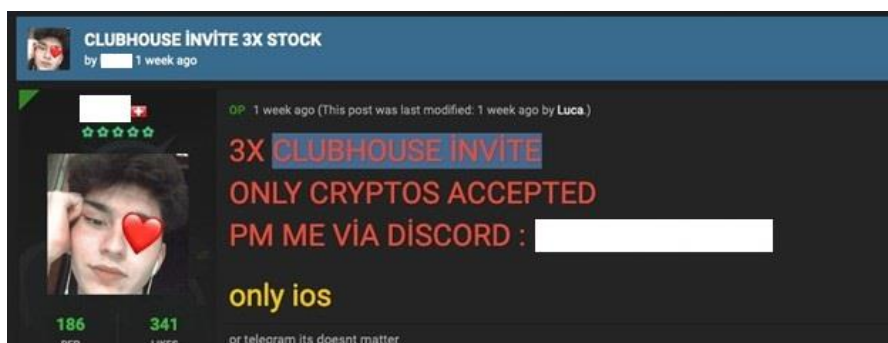 CLUBHOUSE İNVİTE 3X STOCK
by 1 week ago
OP 1 week ago (This post was last modified: 1 week ago by Luca.)
3X CLUBHOUSE İNVİTE
ONLY CRYPTOS ACCEPTED
PM ME VİA DİSCORD :
only ios
186 341
or telegram its doesnt matter